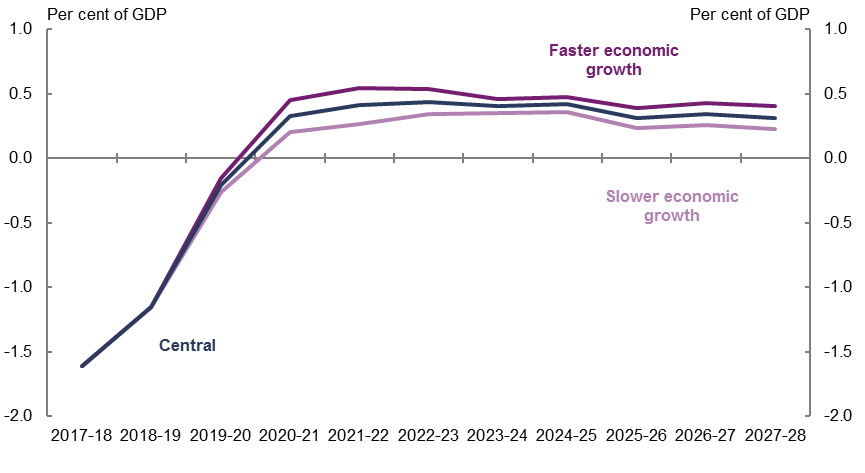 Per cent of GDP Per cent of GDP
1.0 1.0
Faster economic
growth
0.5 0.5
0.0 0.0
Slower economic
growth
-0.5 -0.5
-1.0 -1.0
Central
-1.5 -1.5
-2.0 -2.0
2017-18 2018-19 2019-20 2020-21 2021-22 2022-23 2023-24 2024-25 2025-26 2026-27 2027-28